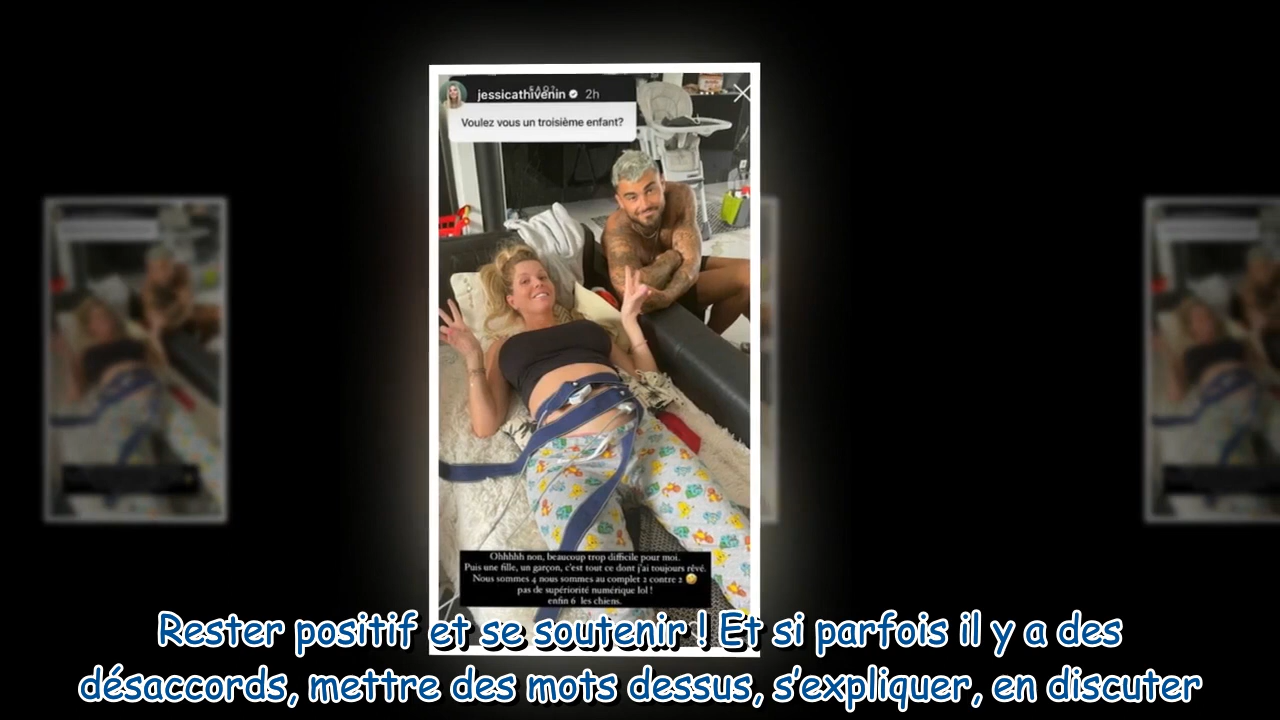 jessicathivenin 2h
Voulez vous un troisième enfant?
Ohhhhh non, beaucoup trop difficile pour moi.
Puis une fille, un garçon, c'est tout ce dont j'ai toujours rêvé.
Nous sommes 4 nous sommes au complet 2 contre 2 🤣
pas de supériorité numérique lol !
enfin 6 les chiens.
Rester positif et se soutenir ! Et si parfois il y a des
désaccords, mettre des mots dessus, s'expliquer, en discuter